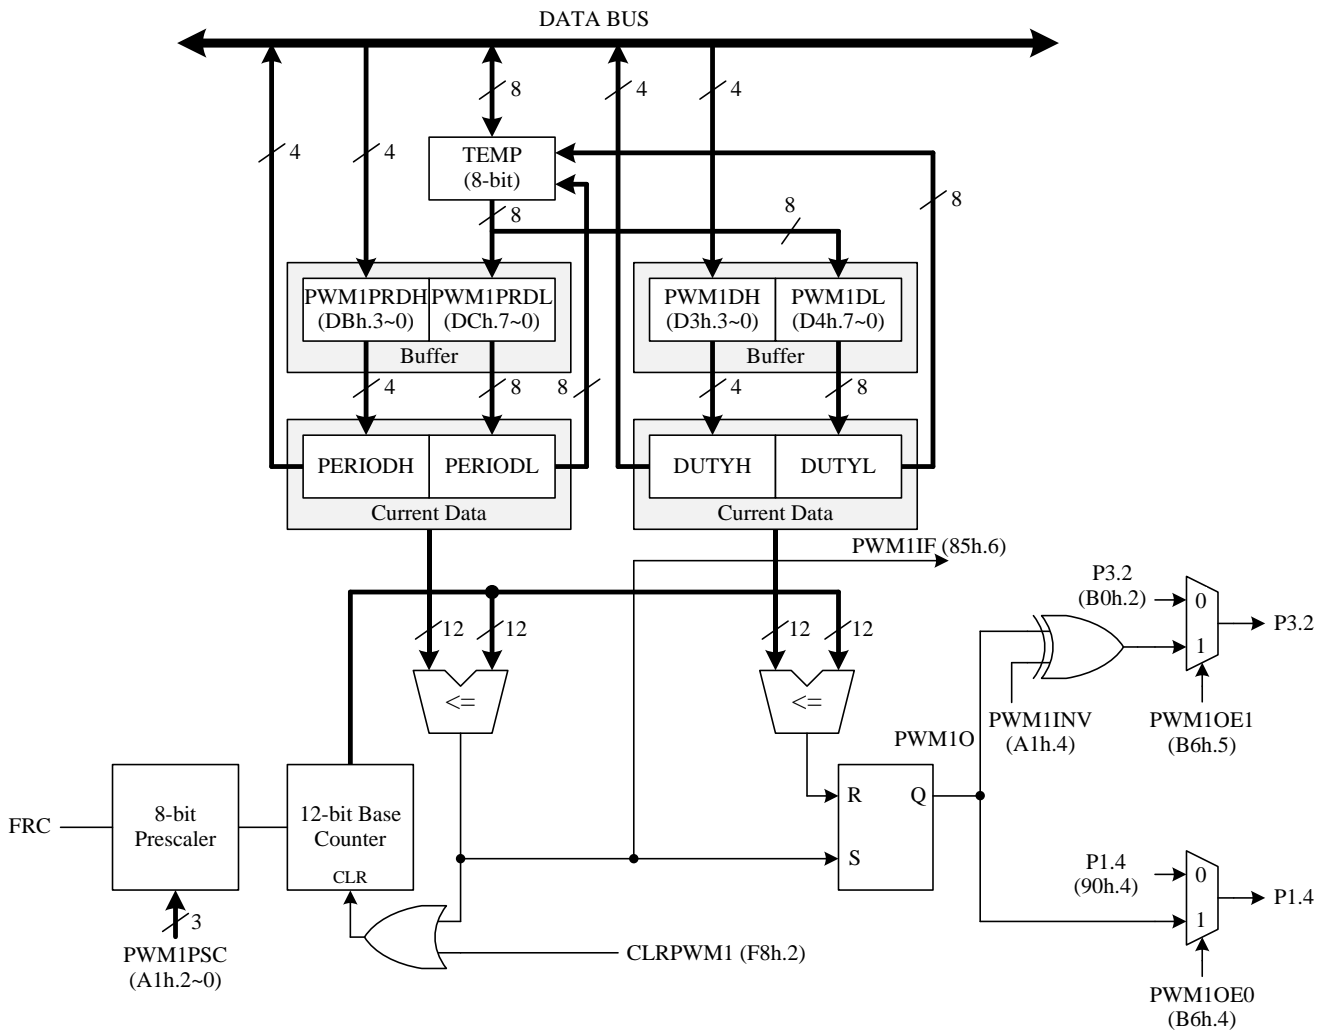 DATA BUS
8
4
4
4
4
TEMP
(8-bit)
8
8
8
PWM1PRDH
(DBh.3~0)
PWM1PRDL
(DCh.7~0)
Buffer
PWM1DH
(D3h.3~0)
PWM1DL
(D4h.7~0)
Buffer
4
8
8
4
8
PERIODH
PERIODL
Current Data
DUTYH
DUTYL
Current Data
PWM1IF (85h.6)
12
12
12
12
<=
<=
P3.2
(B0h.2)
0
1
P3.2
PWM1INV
(A1h.4)
PWM1OE1
(B6h.5)
PWM1O
FRC
8-bit
Prescaler
12-bit Base
Counter
CLR
R
Q
S
3
PWM1PSC
(A1h.2~0)
CLRPWM1 (F8h.2)
P1.4
(90h.4)
0
1
P1.4
PWM1OE0
(B6h.4)